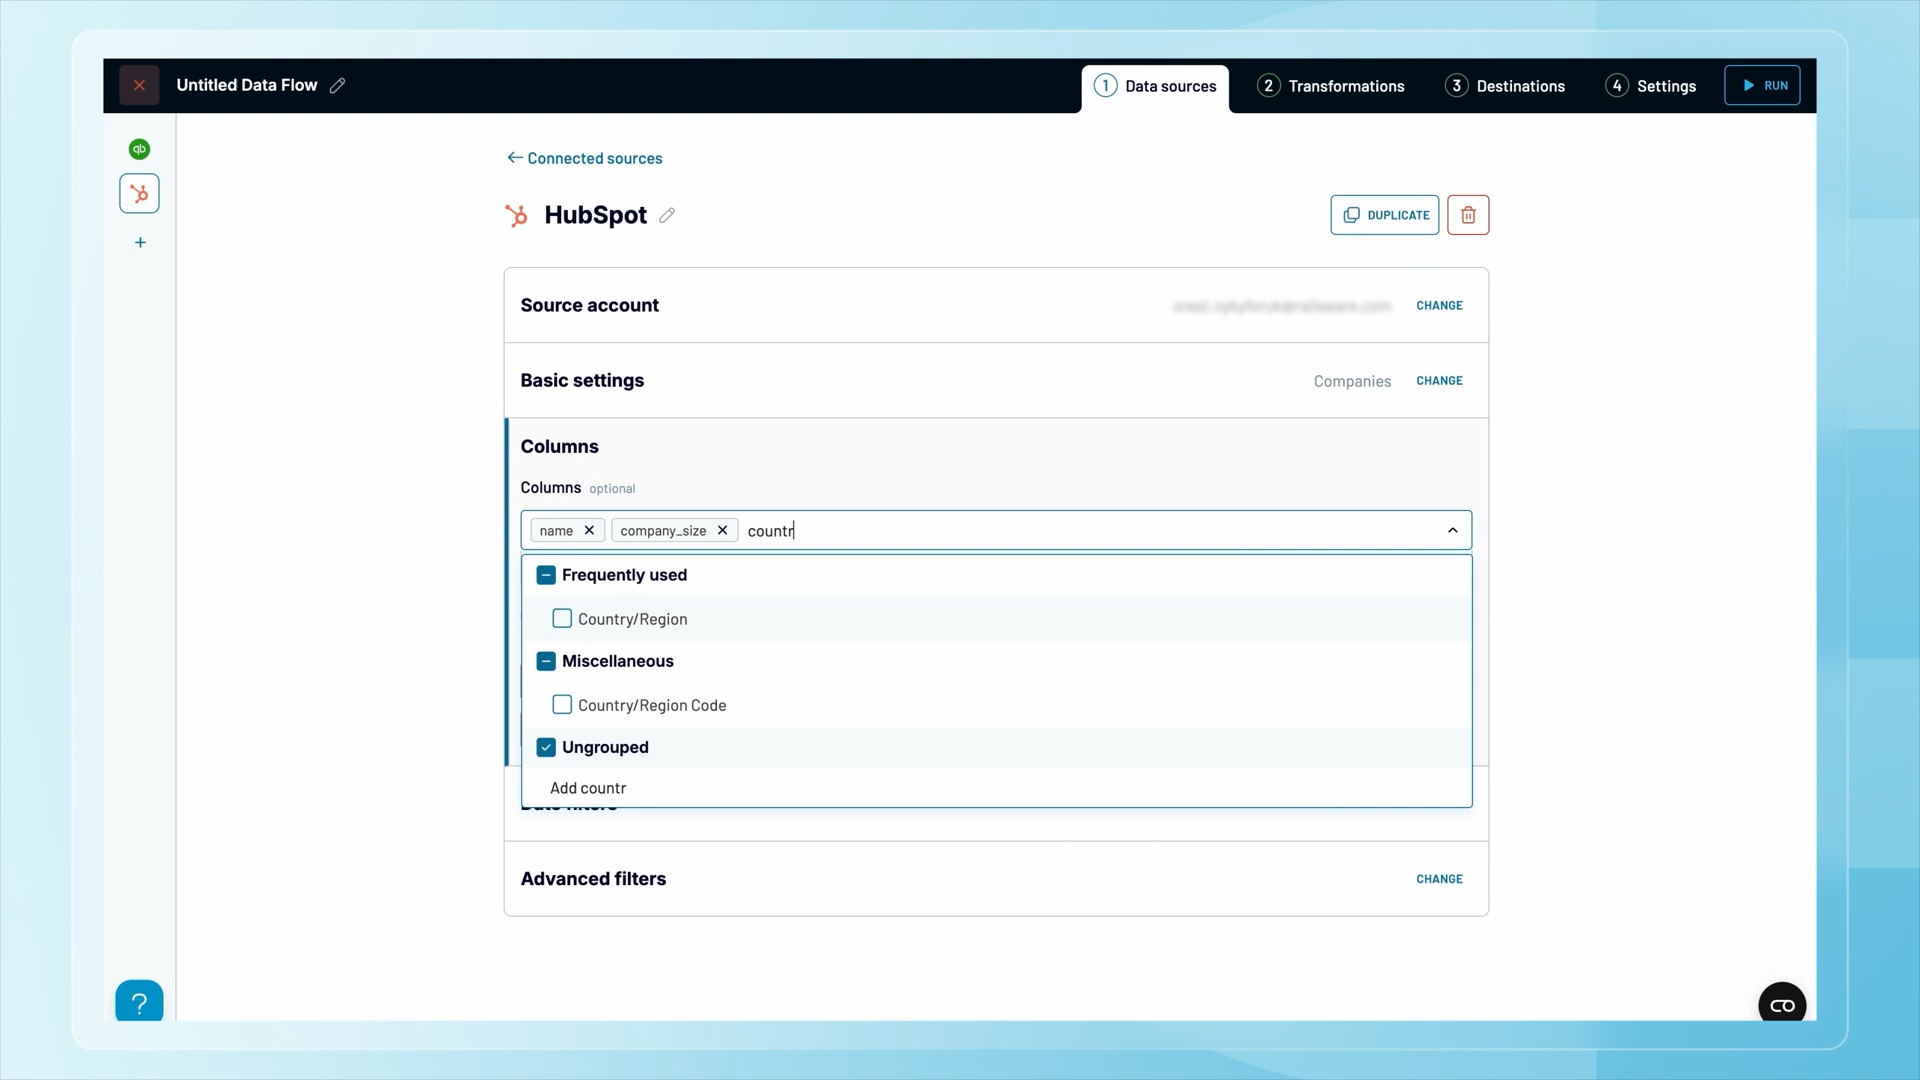 Untitled Data Flow
1 Data sources
2 Transformations
3 Destinations
4 Settings
RUN
qb
Connected sources
HubSpot
DUPLICATE
Source account
CHANGE
Basic settings
Companies
CHANGE
Columns
Columns optional
name
company_size
countr
Frequently used
Country/Region
Miscellaneous
Country/Region Code
Ungrouped
Add countr
Advanced filters
CHANGE
?